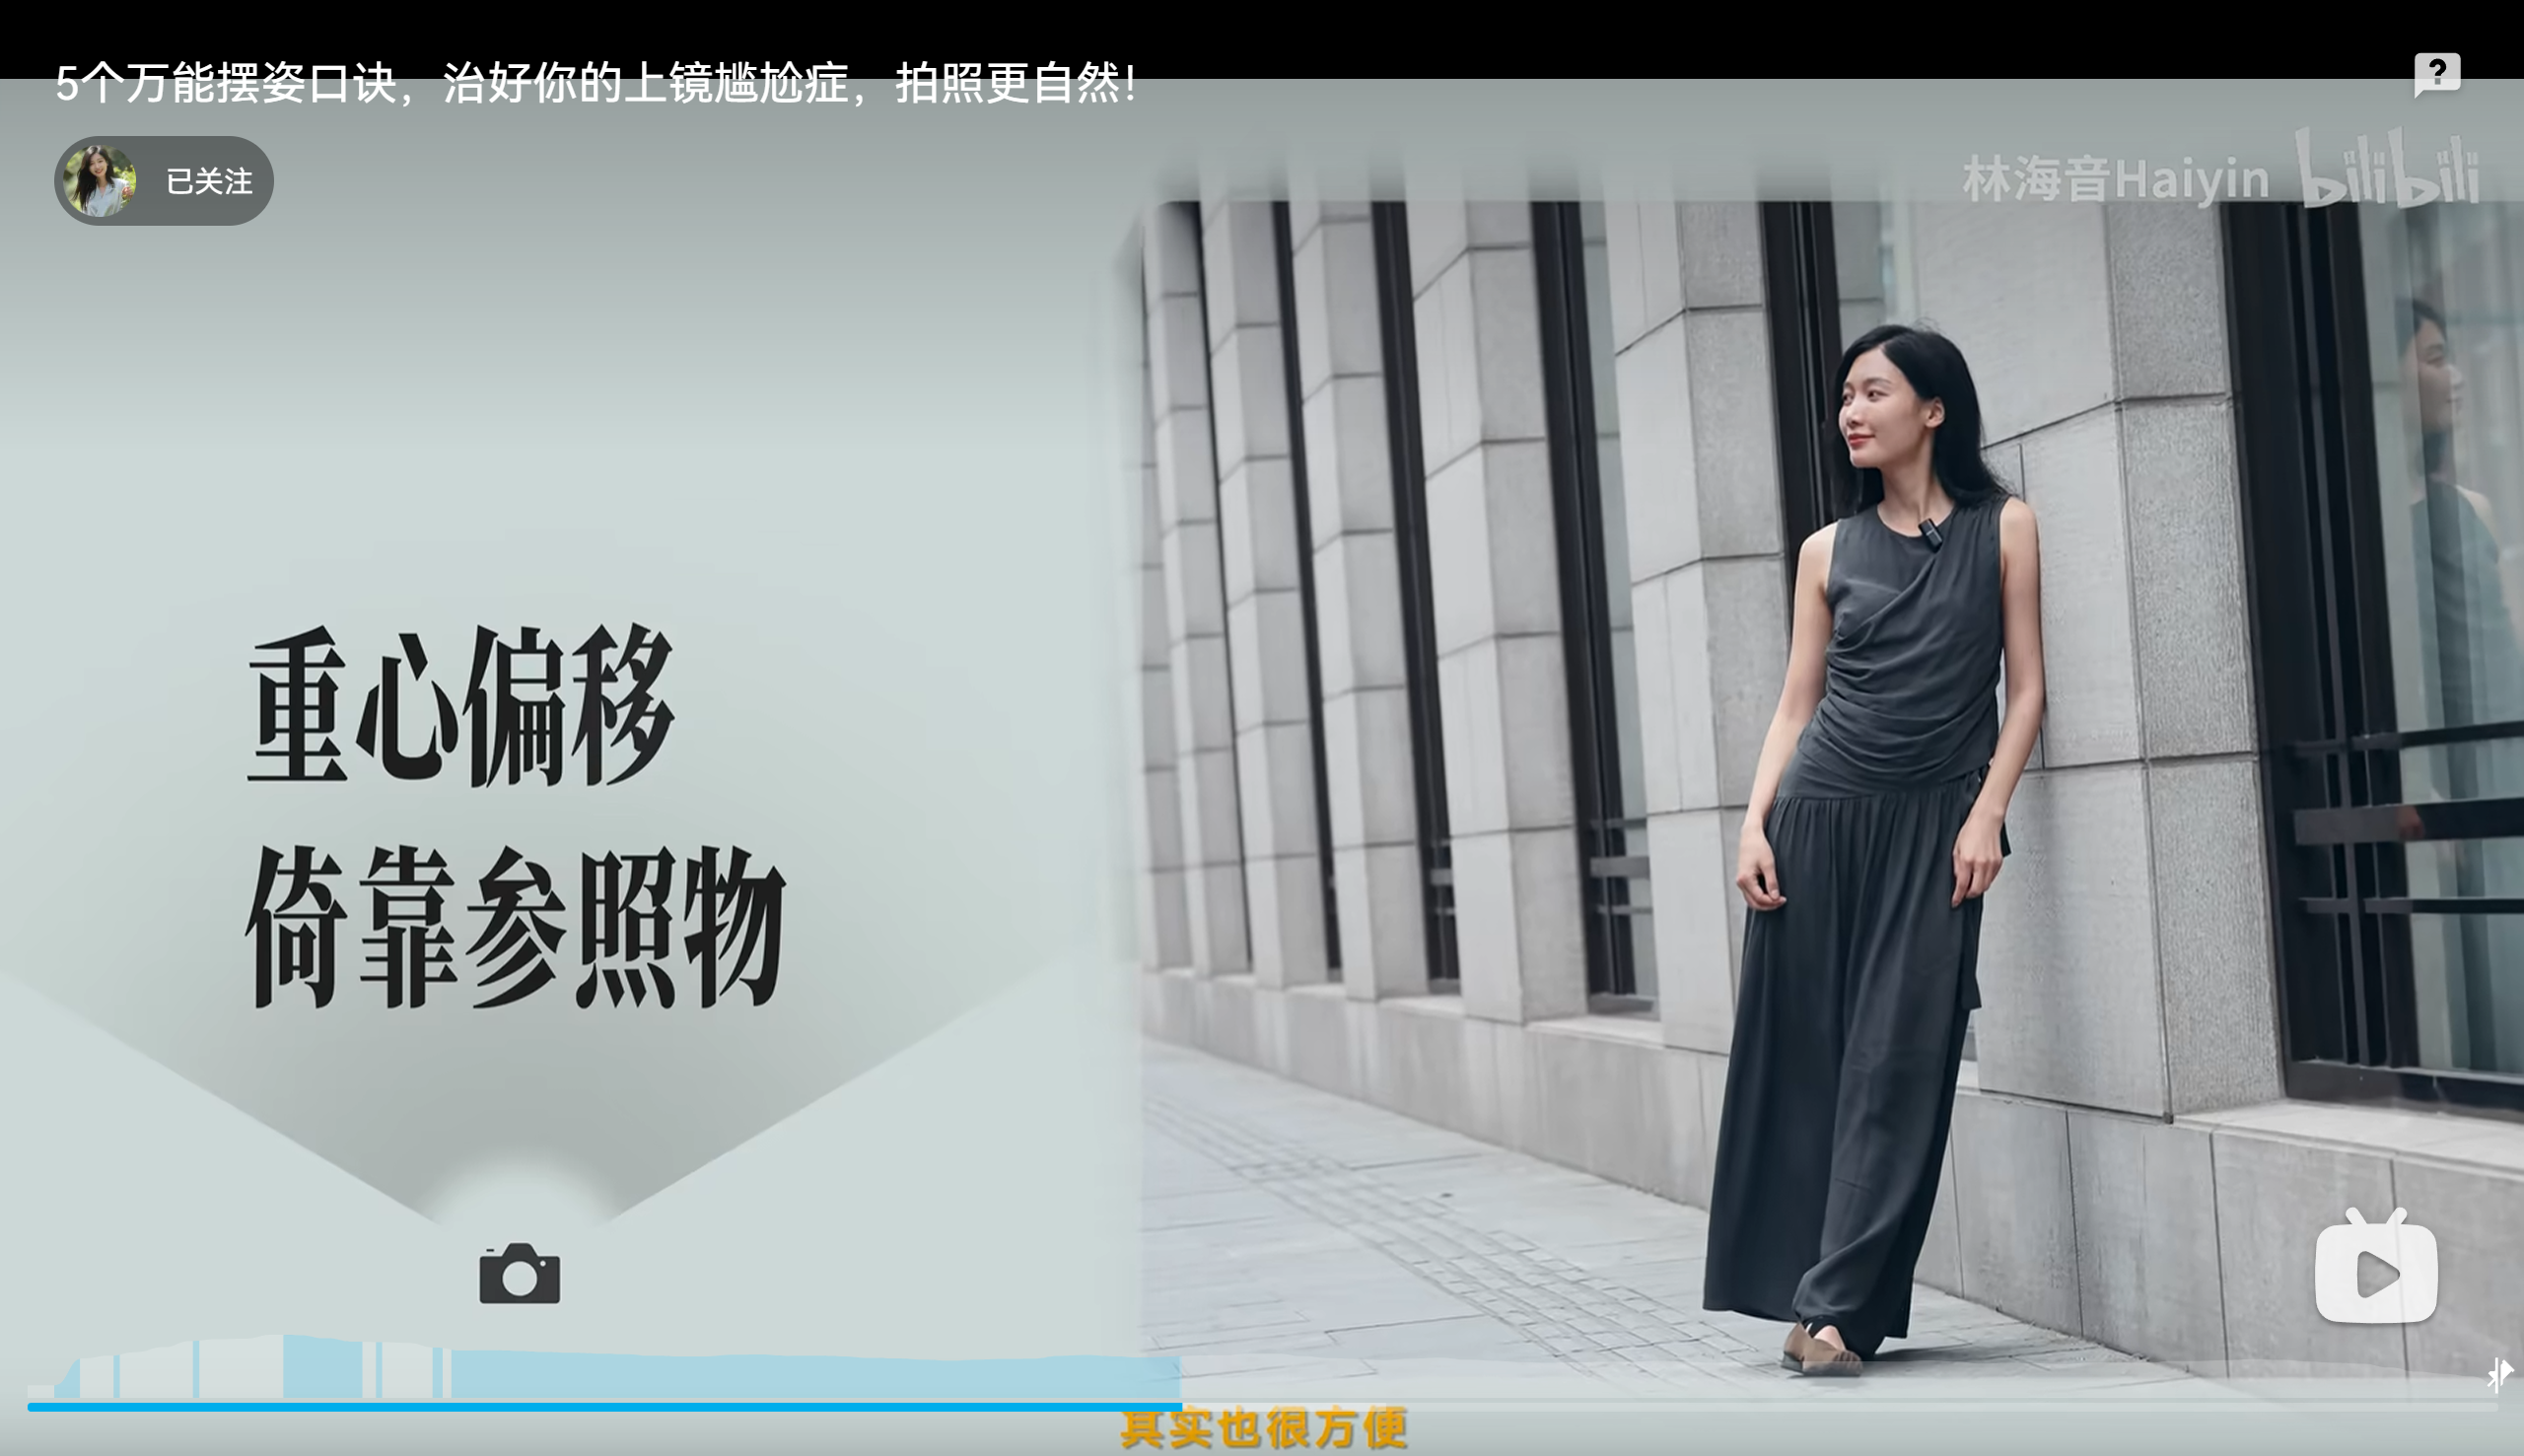 5个万能摆姿口诀，治好你的上镜尴尬症，拍照更自然！
已关注
林海音Haiyin bilibili
重心偏移
倚靠参照物
其实也很方便